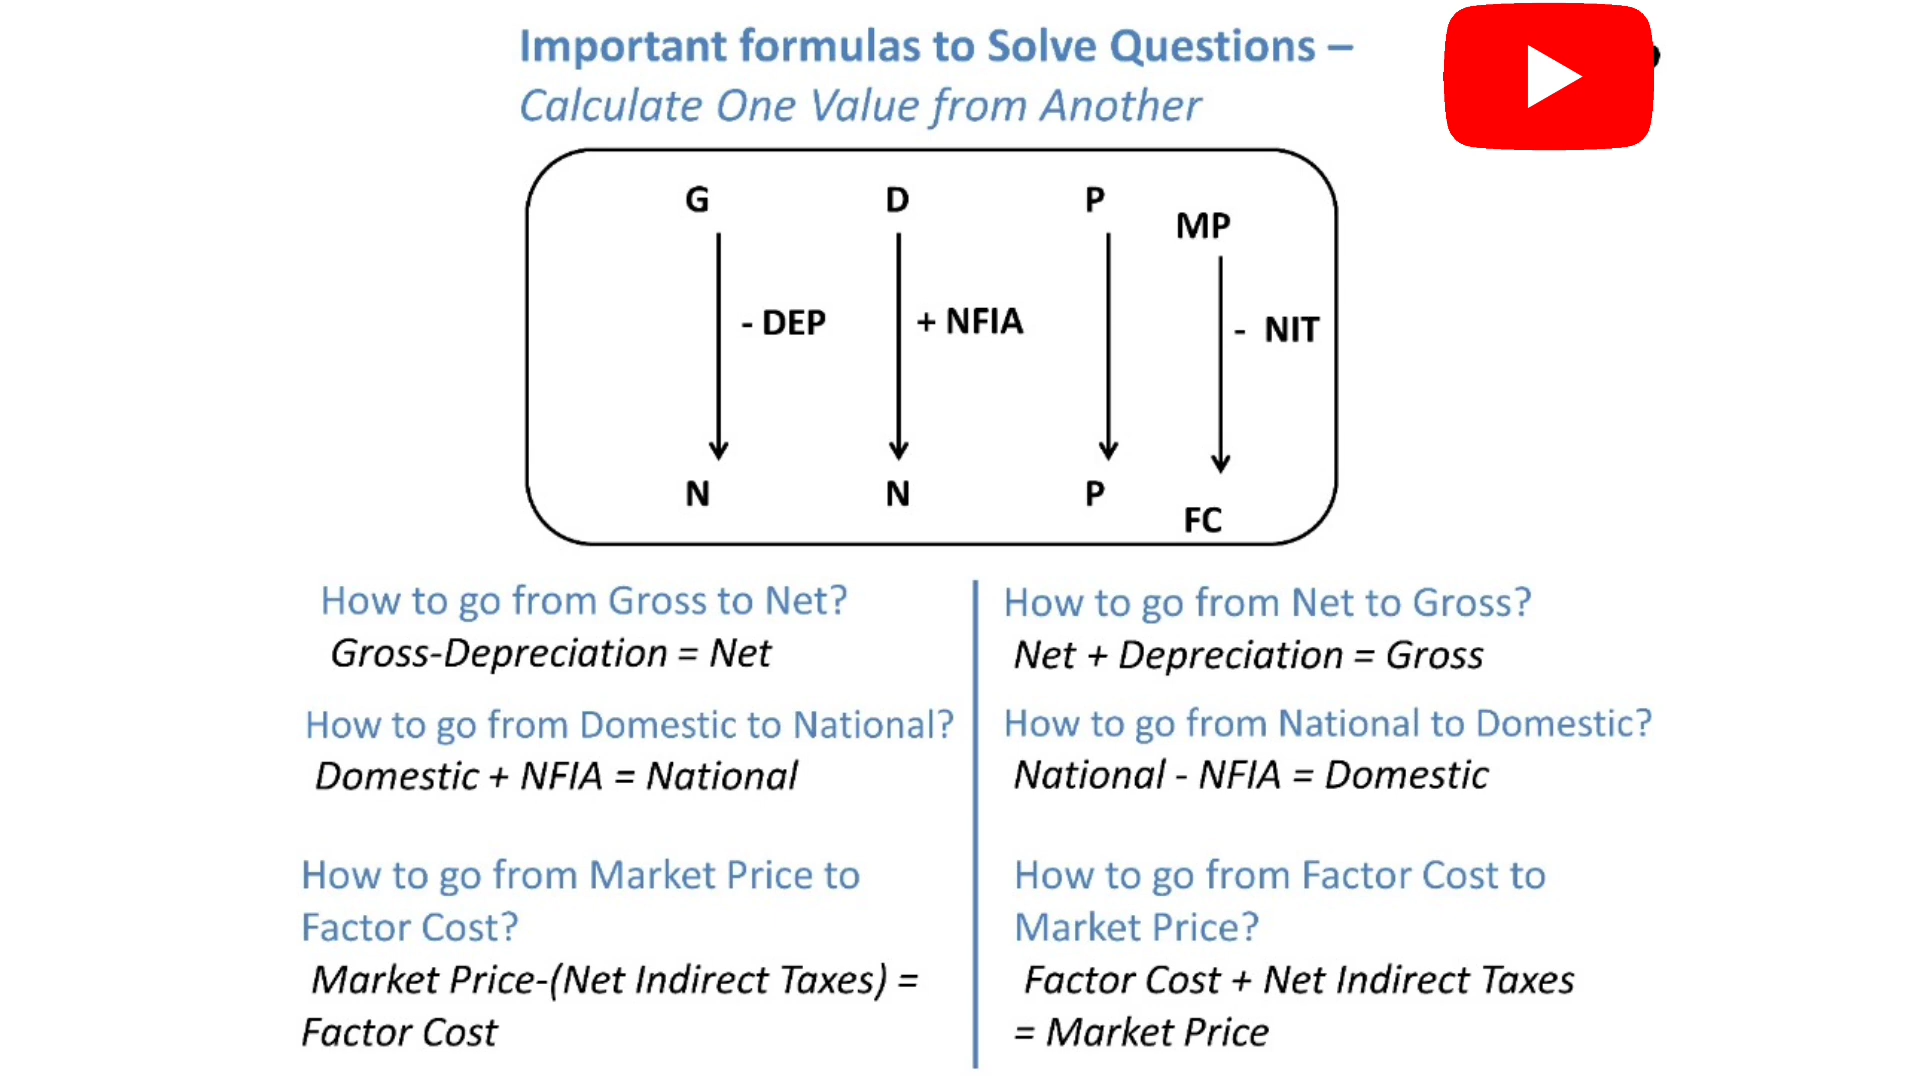 Important formulas to Solve Questions –
Calculate One Value from Another
G D P MP
- DEP + NFIA - NIT
N N P FC
How to go from Gross to Net?
Gross-Depreciation = Net
How to go from Domestic to National?
Domestic + NFIA = National
How to go from Market Price to
Factor Cost?
Market Price-(Net Indirect Taxes) =
Factor Cost
How to go from Net to Gross?
Net + Depreciation = Gross
How to go from National to Domestic?
National - NFIA = Domestic
How to go from Factor Cost to
Market Price?
Factor Cost + Net Indirect Taxes
= Market Price